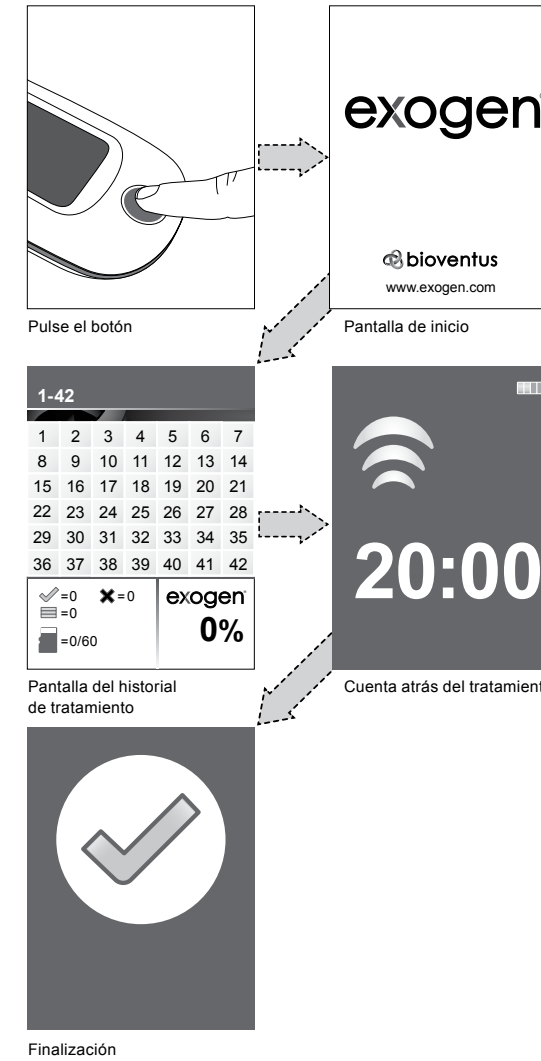 exogen
bioventus
www.exogen.com
Pulse el botón
Pantalla de inicio
1-42
1 2 3 4 5 6 7
8 9 10 11 12 13 14
15 16 17 18 19 20 21
22 23 24 25 26 27 28
29 30 31 32 33 34 35
36 37 38 39 40 41 42
=0 =0
=0
=0/60
exogen
0%
20:00
Pantalla del historial
de tratamiento
Cuenta atrás del
Finalización